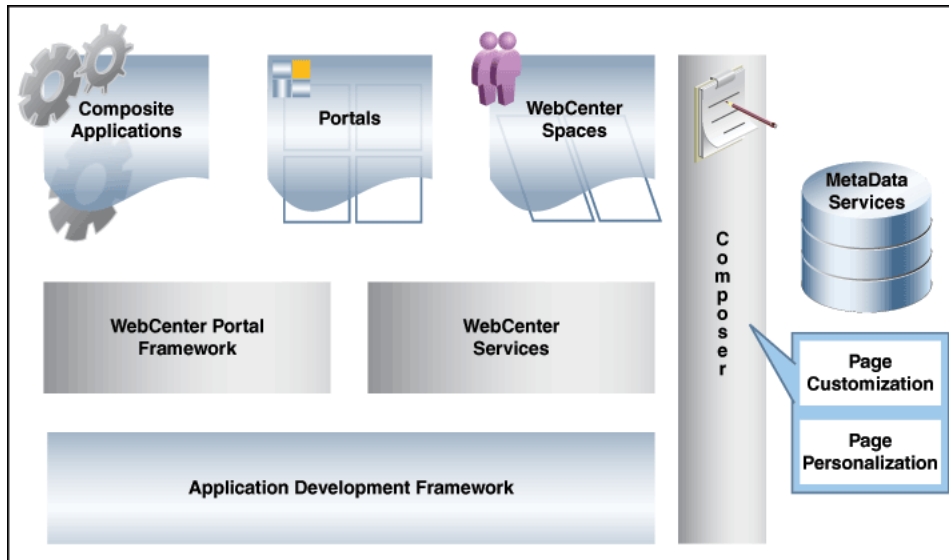 Composite
Applications
Portals
WebCenter
Spaces
Composer
MetaData
Services
WebCenter Portal
Framework
WebCenter
Services
Page
Customization
Page
Personalization
Application Development Framework